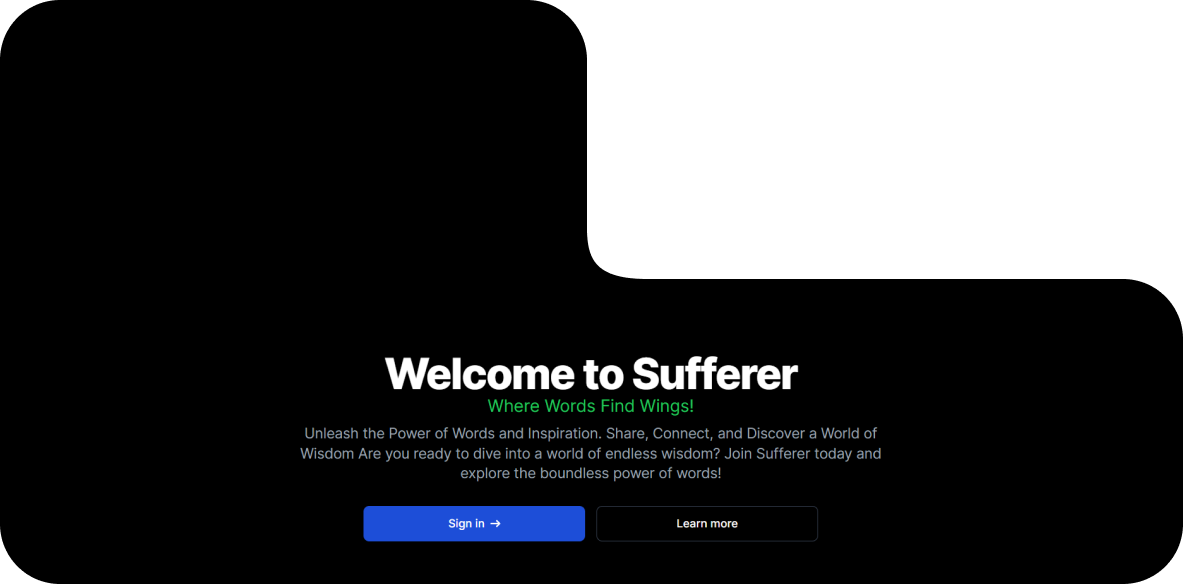 Welcome to Sufferer
Where Words Find Wings!
Unleash the Power of Words and Inspiration. Share, Connect, and Discover a World of
Wisdom Are you ready to dive into a world of endless wisdom? Join Sufferer today and
explore the boundless power of words!
Sign in →
Learn more